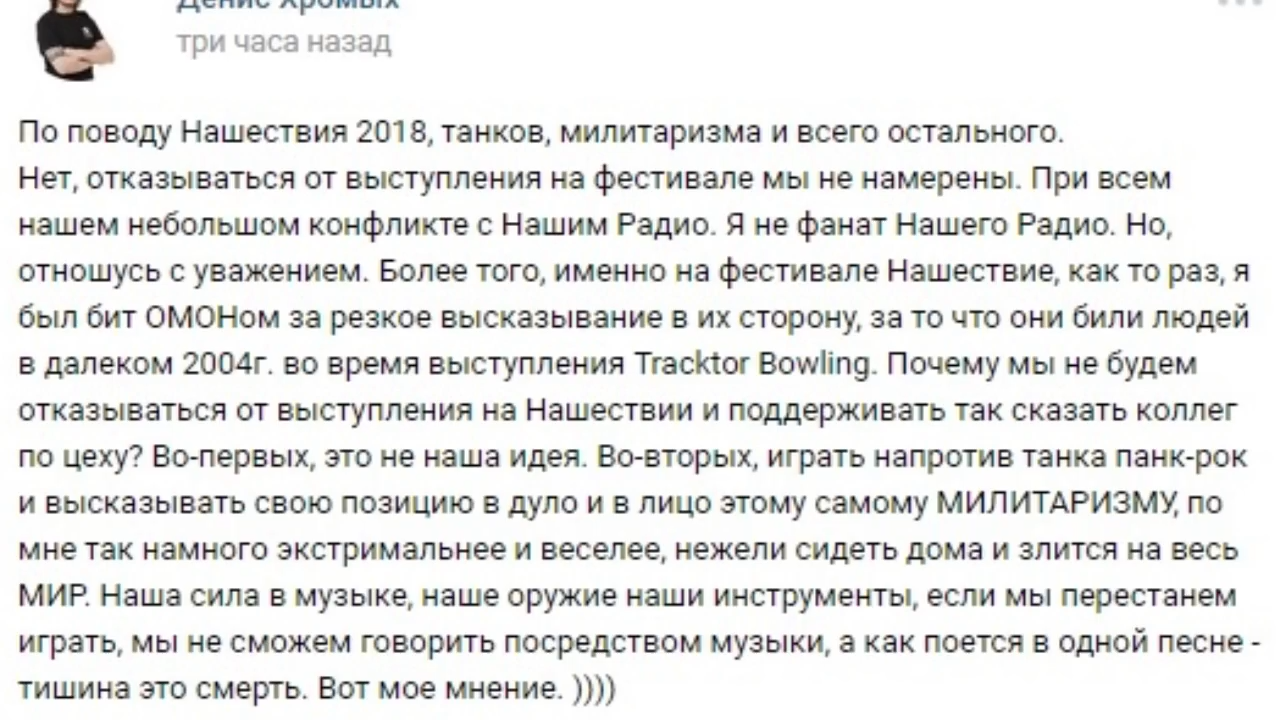 Денис Хромых
три часа назад
По поводу Нашествия 2018, танков, милитаризма и всего остального.
Нет, отказываться от выступления на фестивале мы не намерены. При всем
нашем небольшом конфликте с Нашим Радио. Я не фанат Нашего Радио. Но,
отношусь с уважением. Более того, именно на фестивале Нашествие, как то раз, я
был бит ОМОНом за резкое высказывание в их сторону, за то что они били людей
в далеком 2004г. во время выступления Tracktor Bowling. Почему мы не будем
отказываться от выступления на Нашествии и поддерживать так сказать коллег
по цеху? Во-первых, это не наша идея. Во-вторых, играть напротив танка панк-рок
и высказывать свою позицию в дуло и в лицо этому самому МИЛИТАРИЗМУ, по
мне так намного экстримальнее и веселее, нежели сидеть дома и злится на весь
МИР. Наша сила в музыке, наше оружие наши инструменты, если мы перестанем
играть, мы не сможем говорить посредством музыки, а как поется в одной песне -
тишина это смерть. Вот мое мнение. ))))